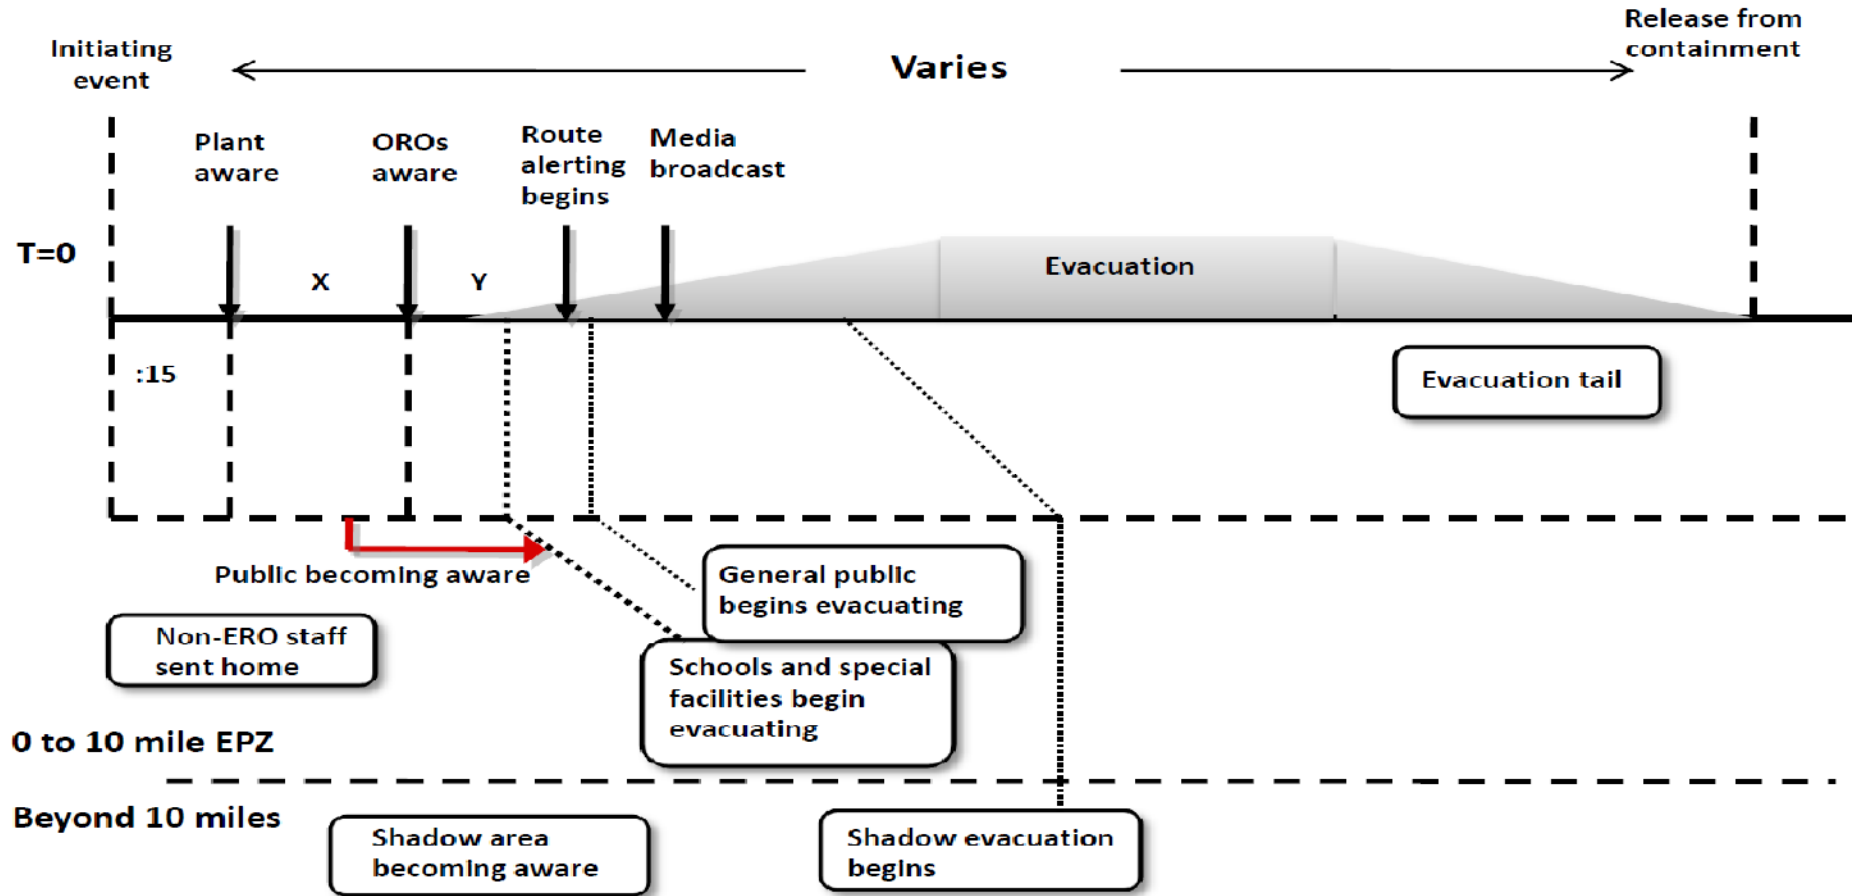 Initiating
event
Varies
Release from
containment
Plant
aware
OROs
aware
Route
alerting
begins
Media
broadcast
T=0
X
Y
Evacuation
:15
Evacuation tail
Public becoming aware
General public
begins evacuating
Non-ERO staff
sent home
Schools and special
facilities begin
evacuating
0 to 10 mile EPZ
Beyond 10 miles
Shadow area
becoming aware
Shadow evacuation
begins